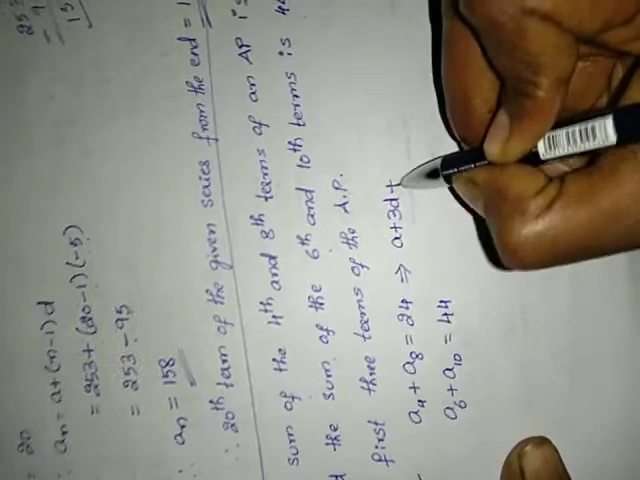 = 20
∴ an = a+(n-1)d
= 253+(20-1)(-5)
= 253-95
∴ an = 158
∴ 20th term of the given series from the end = 1
sum of the 4th and 8th terms of an AP is
the sum of the 6th and 10th terms is 44
first three terms of the A.P.
a4 + a8 = 24 ⇒ a+3d+
a6 + a10 = 44